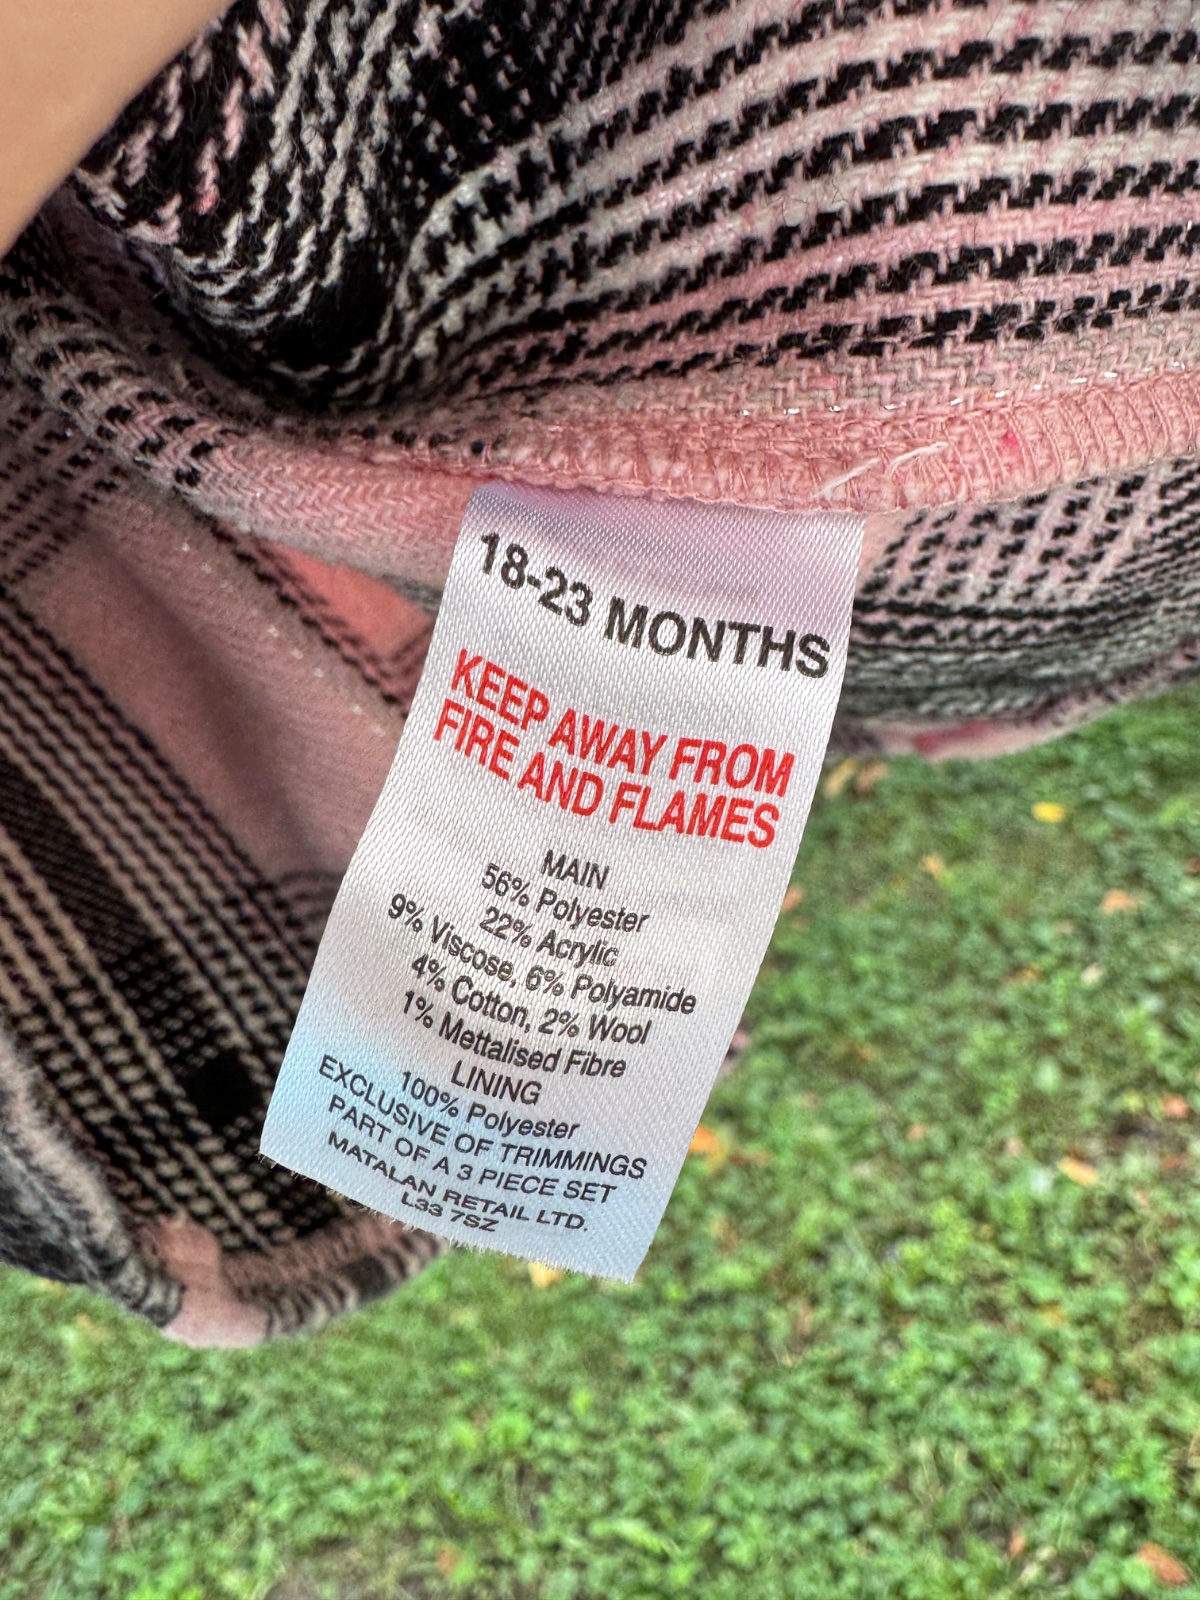 18-23 MONTHS
KEEP AWAY FROM
FIRE AND FLAMES
MAIN
56% Polyester
22% Acrylic
9% Viscose, 6% Polyamide
4% Cotton, 2% Wool
1% Mettalised Fibre
LINING
100% Polyester
EXCLUSIVE OF TRIMMINGS
PART OF A 3 PIECE SET
MATALAN RETAIL LTD.
L33 7SZ